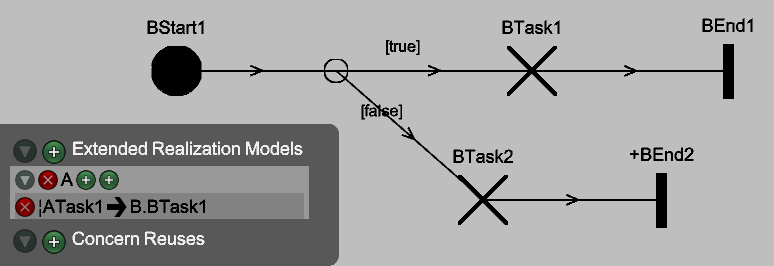 BStart1
BTask1
BEnd1
[true]
[false]
BTask2
+BEnd2
Extended Realization Models
A
¦ATask1 → B.BTask1
Concern Reuses